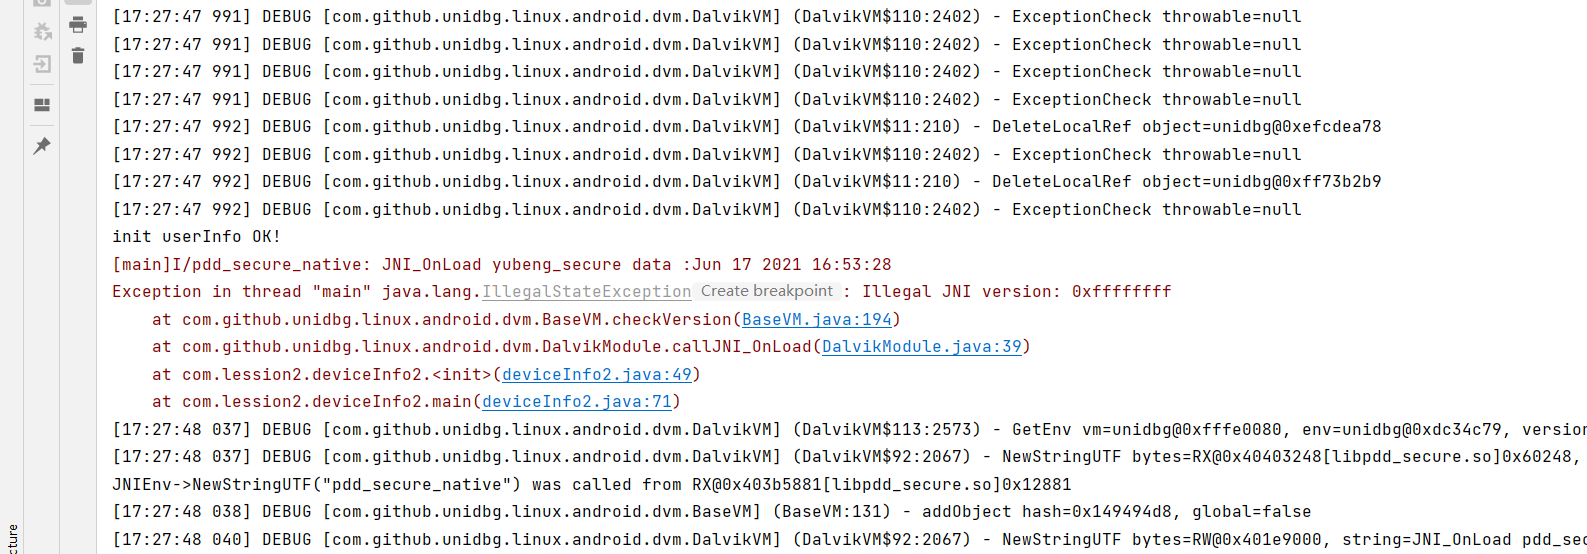 [17:27:47 991] DEBUG [com.github.unidbg.linux.android.dvm.DalvikVM] (DalvikVM$110:2402) - ExceptionCheck throwable=null
[17:27:47 991] DEBUG [com.github.unidbg.linux.android.dvm.DalvikVM] (DalvikVM$110:2402) - ExceptionCheck throwable=null
[17:27:47 991] DEBUG [com.github.unidbg.linux.android.dvm.DalvikVM] (DalvikVM$110:2402) - ExceptionCheck throwable=null
[17:27:47 991] DEBUG [com.github.unidbg.linux.android.dvm.DalvikVM] (DalvikVM$110:2402) - ExceptionCheck throwable=null
[17:27:47 992] DEBUG [com.github.unidbg.linux.android.dvm.DalvikVM] (DalvikVM$11:210) - DeleteLocalRef object=unidbg@0xefcdea78
[17:27:47 992] DEBUG [com.github.unidbg.linux.android.dvm.DalvikVM] (DalvikVM$110:2402) - ExceptionCheck throwable=null
[17:27:47 992] DEBUG [com.github.unidbg.linux.android.dvm.DalvikVM] (DalvikVM$11:210) - DeleteLocalRef object=unidbg@0xff73b2b9
[17:27:47 992] DEBUG [com.github.unidbg.linux.android.dvm.DalvikVM] (DalvikVM$110:2402) - ExceptionCheck throwable=null
init userInfo OK!
[main]I/pdd_secure_native: JNI_OnLoad yubeng_secure data :Jun 17 2021 16:53:28
Exception in thread "main" java.lang.IllegalStateException Create breakpoint : Illegal JNI version: 0xffffffff
at com.github.unidbg.linux.android.dvm.BaseVM.checkVersion(BaseVM.java:194)
at com.github.unidbg.linux.android.dvm.DalvikModule.callJNI_OnLoad(DalvikModule.java:39)
at com.lession2.deviceInfo2.<init>(deviceInfo2.java:49)
at com.lession2.deviceInfo2.main(deviceInfo2.java:71)
[17:27:48 037] DEBUG [com.github.unidbg.linux.android.dvm.DalvikVM] (DalvikVM$113:2573) - GetEnv vm=unidbg@0xfffe0080, env=unidbg@0xdc34c79, version
[17:27:48 037] DEBUG [com.github.unidbg.linux.android.dvm.DalvikVM] (DalvikVM$92:2067) - NewStringUTF bytes=RX@0x40403248[libpdd_secure.so]0x60248,
JNIEnv->NewStringUTF("pdd_secure_native") was called from RX@0x403b5881[libpdd_secure.so]0x12881
[17:27:48 038] DEBUG [com.github.unidbg.linux.android.dvm.BaseVM] (BaseVM:131) - addObject hash=0x149494d8, global=false
[17:27:48 040] DEBUG [com.github.unidbg.linux.android.dvm.DalvikVM] (DalvikVM$92:2067) - NewStringUTF bytes=RW@0x401e9000, string=JNI_OnLoad pdd_sec
cture